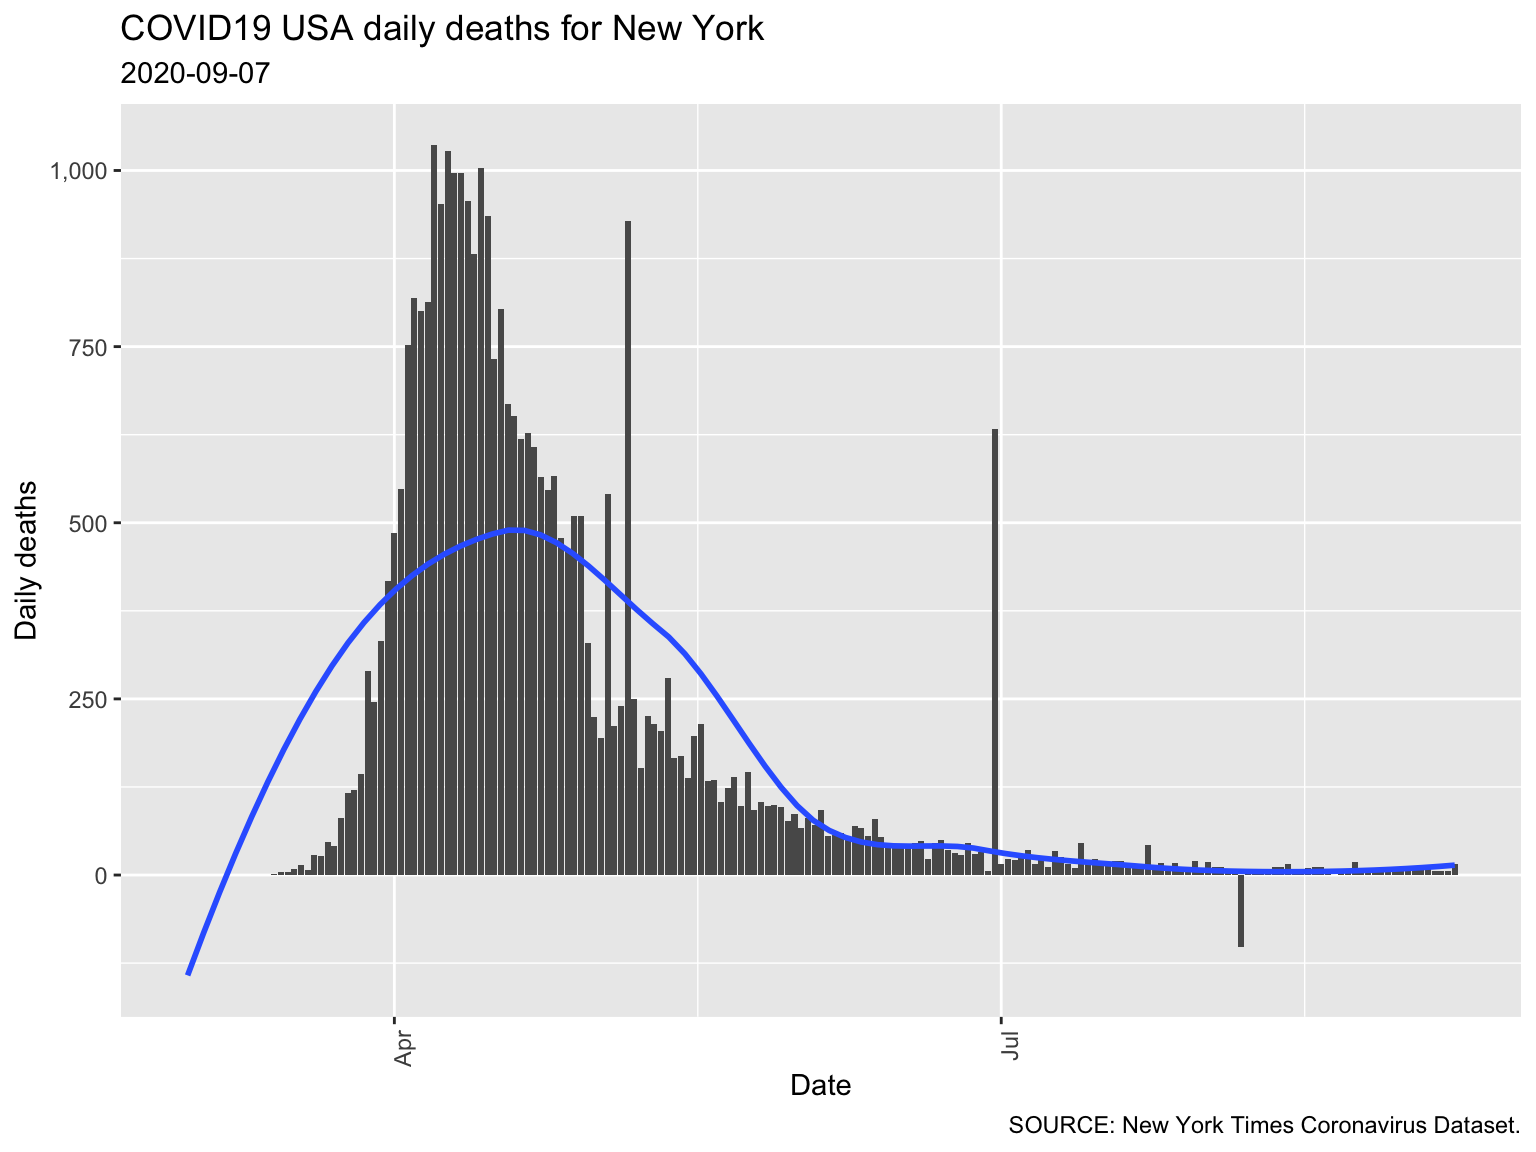 COVID19 USA daily deaths for New York
2020-09-07
Daily deaths
1,000
750
500
250
0
Apr
Jul
Date
SOURCE: New York Times Coronavirus Dataset.